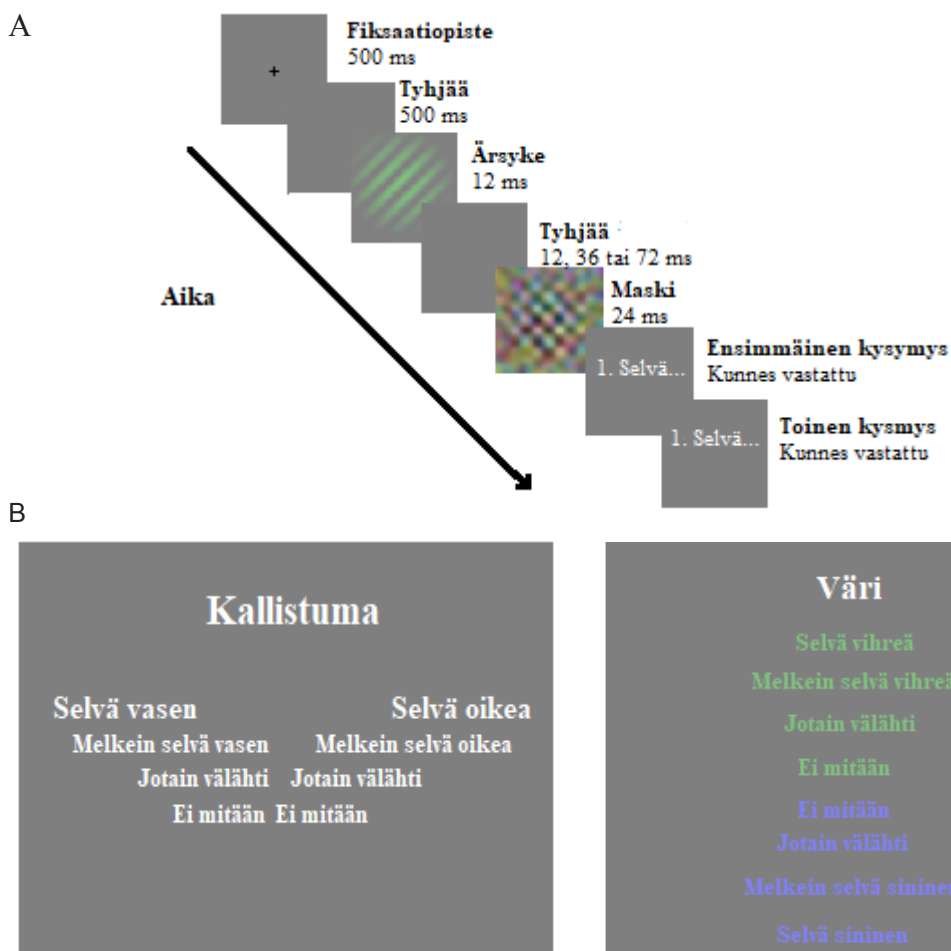 A
Fiksaatiopiste
500 ms
Tyhjää
500 ms
Ärsyke
12 ms
Tyhjää
12, 36 tai 72 ms
Maski
24 ms
Aika
1. Selvä...
Ensimmäinen kysymys
Kunnes vastattu
1. Selvä...
Toinen kysmys
Kunnes vastattu
B
Kallistuma
Selvä vasen Selvä oikea
Melkein selvä vasen Melkein selvä oikea
Jotain välähti Jotain välähti
Ei mitään Ei mitään
Väri
Selvä vihreä
Melkein selvä vihreä
Jotain välähti
Ei mitään
Ei mitään
Jotain välähti
Melkein selvä sininen
Selvä sininen